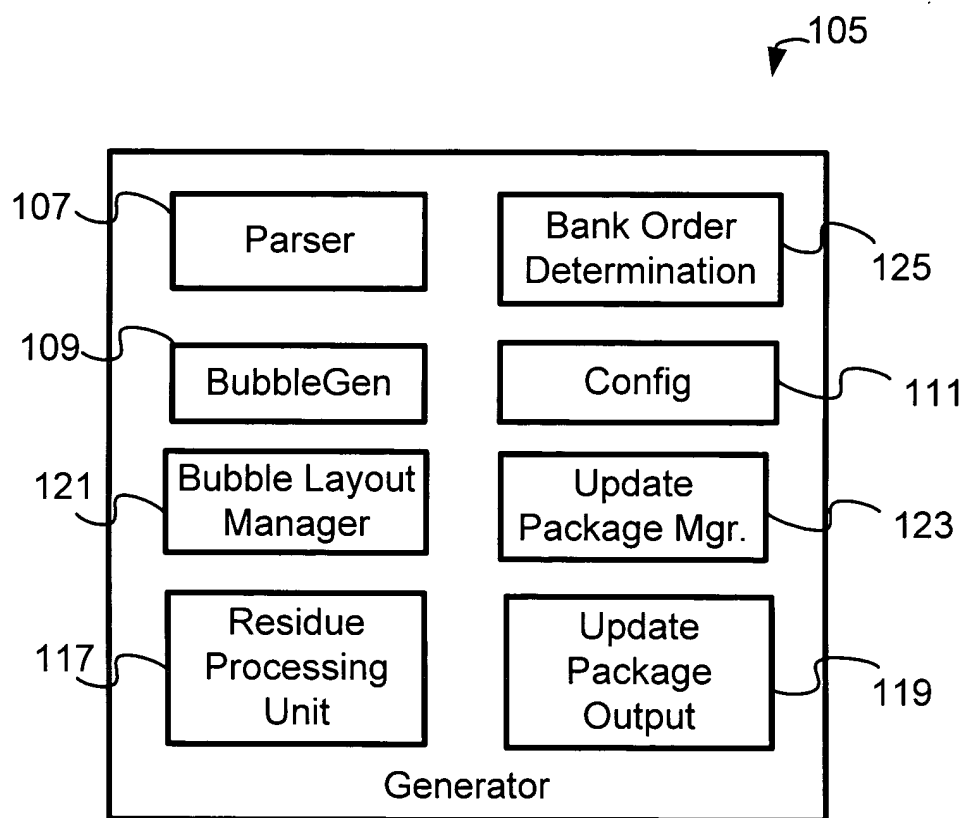 105
107
Parser
Bank Order
Determination
125
109
BubbleGen
Config
111
121
Bubble Layout
Manager
Update
Package Mgr.
123
117
Residue
Processing
Unit
Update
Package
Output
119
Generator